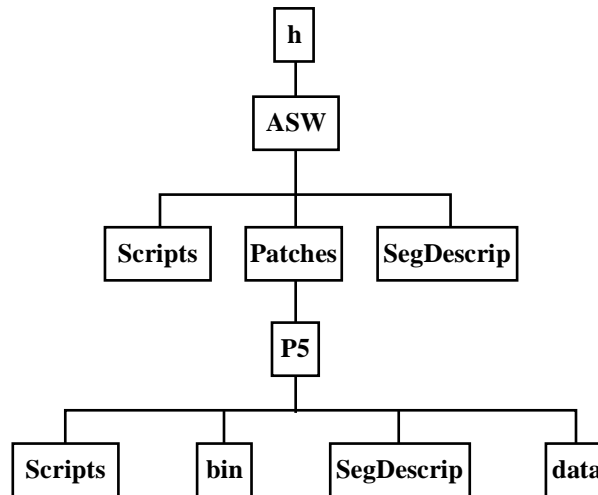 h
ASW
Scripts Patches SegDescrip
P5
Scripts bin SegDescrip data